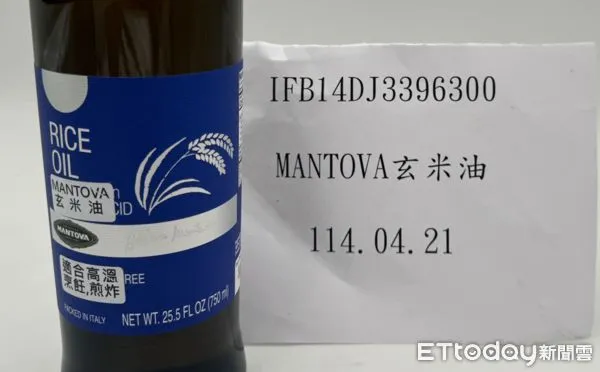 RICE
OIL
MANTOVA
玄米油
CID
MANTOVA
適合高溫
烹飪,煎炸
REE
PACKED IN ITALY
NET WT. 25.5 FL OZ (750 ml)
IFB14DJ3396300
MANTOVA玄米油
114.04.21
ETtoday新聞雲